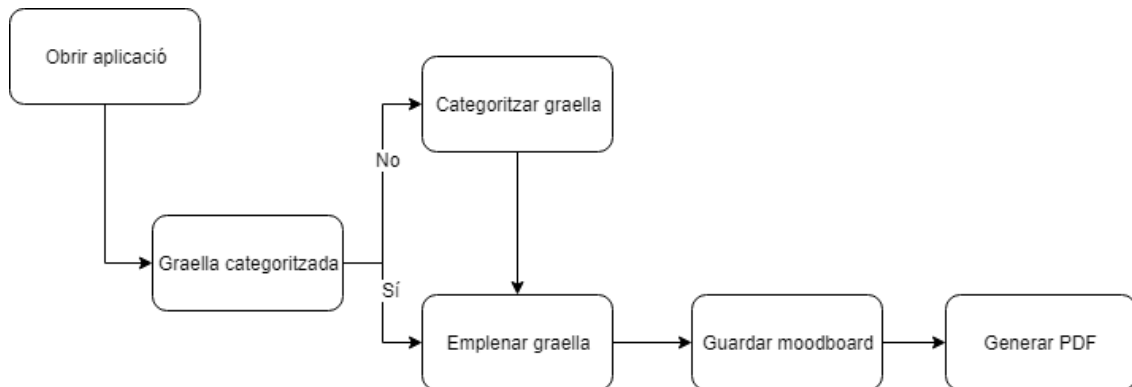 Obrir aplicació
Categoritzar graella
No
Graella categoritzada
Sí
Emplenar graella
Guardar moodboard
Generar PDF